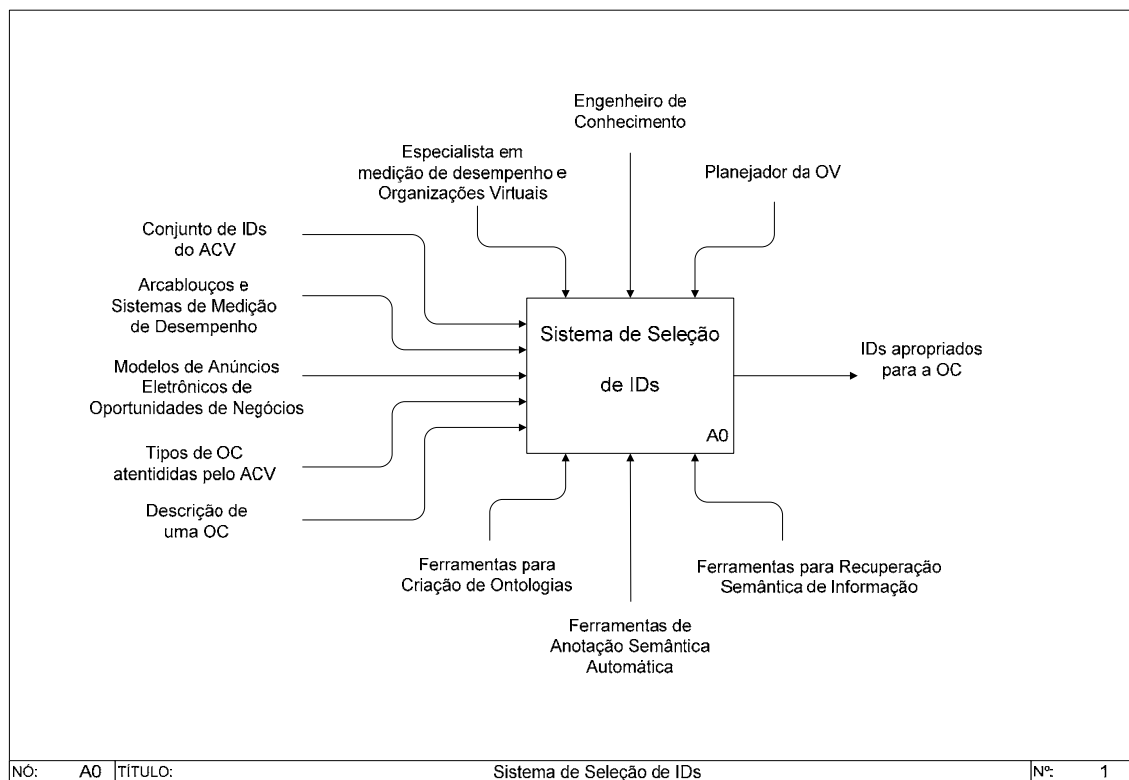 Engenheiro de
Conhecimento
Especialista em
medição de desempenho e
Organizações Virtuais
Planejador da OV
Conjunto de IDs
do ACV
Arcablouços e
Sistemas de Medição
de Desempenho
Modelos de Anúncios
Eletrônicos de
Oportunidades de Negócios
Tipos de OC
atentididas pelo ACV
Descrição de
uma OC
Sistema de Seleção
de IDs
A0
IDs apropriados
para a OC
Ferramentas para
Criação de Ontologias
Ferramentas de
Anotação Semântica
Automática
Ferramentas para Recuperação
Semântica de Informação
NÓ: A0 TÍTULO: Sistema de Seleção de IDs Nº: 1